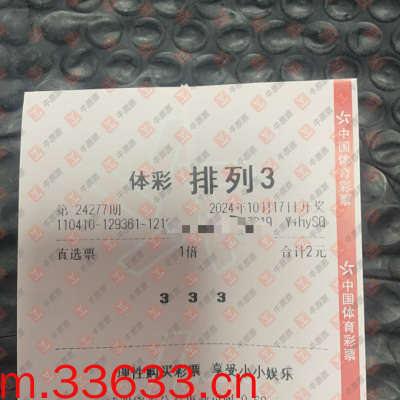 体彩 排列3
第 24277期 2024年10月17日开奖
110410-129361-121 Y+hySQ
直选票 1倍 合计2元
3 3 3
理性购买彩票 享受小小娱乐
中国体育彩票
中国体育彩票
m.33633.cn